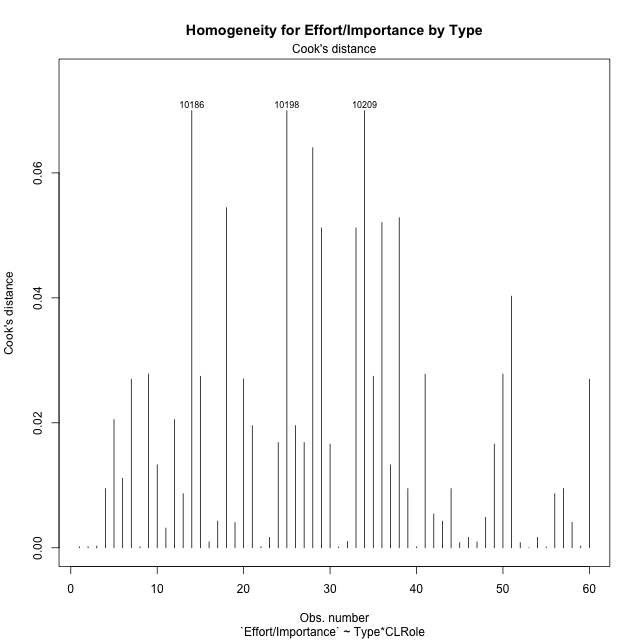 Homogeneity for Effort/Importance by Type
Cook's distance
10186 10198 10209
Cook's distance
0.06
0.04
0.02
0.00
0 10 20 30 40 50 60
Obs. number
`Effort/Importance` ~ Type*CLRole